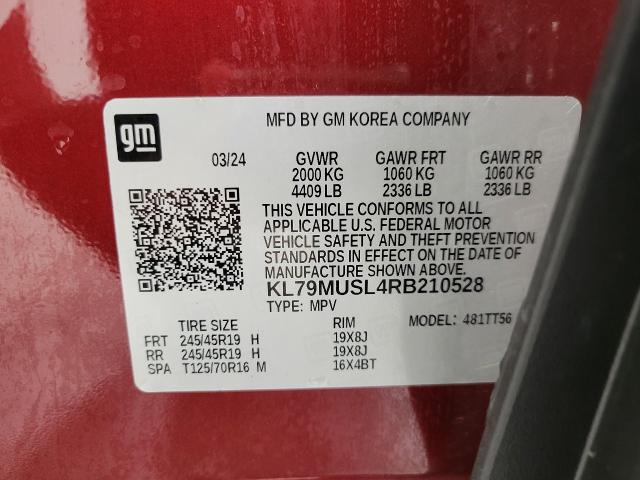 gm
MFD BY GM KOREA COMPANY
03/24 GVWR GAWR FRT GAWR RR
2000 KG 1060 KG 1060 KG
4409 LB 2336 LB 2336 LB
THIS VEHICLE CONFORMS TO ALL
APPLICABLE U.S. FEDERAL MOTOR
VEHICLE SAFETY AND THEFT PREVENTION
STANDARDS IN EFFECT ON THE DATE OF
MANUFACTURE SHOWN ABOVE.
KL79MUSL4RB210528
TYPE: MPV
MODEL: 481TT56
TIRE SIZE RIM
FRT 245/45R19 H 19X8J
RR 245/45R19 H 19X8J
SPA T125/70R16 M 16X4BT